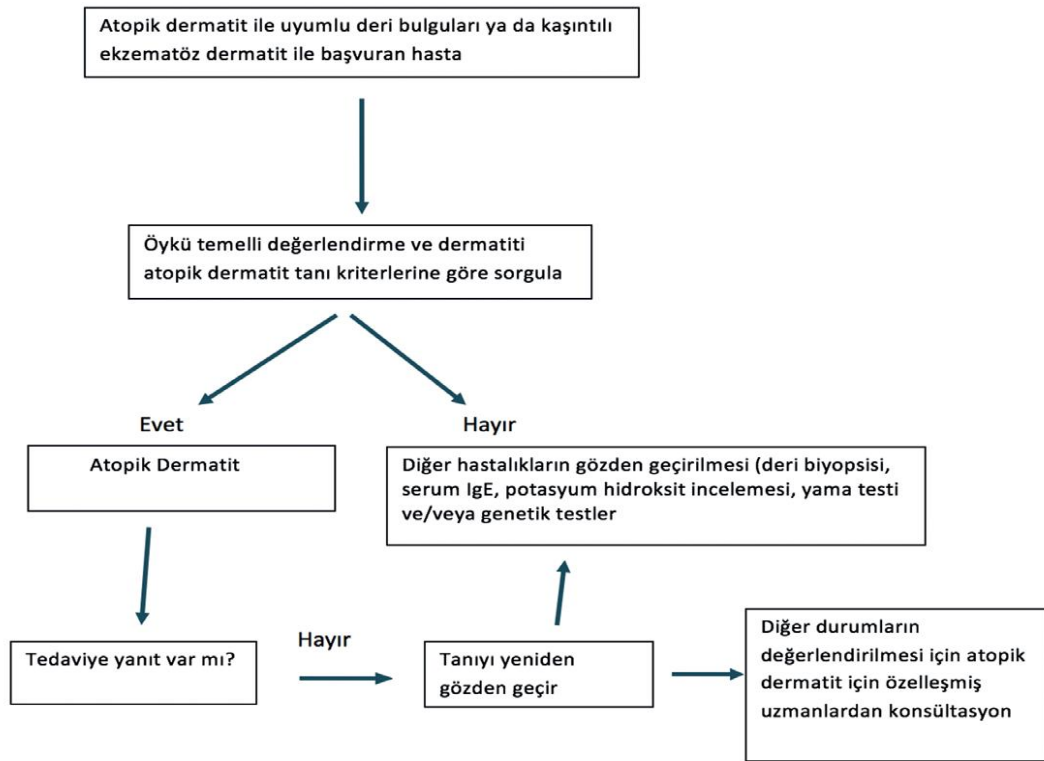 Atopik dermatit ile uyumlu deri bulguları ya da kaşıntılı
ekzematöz dermatit ile başvuran hasta
Öykü temelli değerlendirme ve dermatiti
atopik dermatit tanı kriterlerine göre sorgula
Evet
Hayır
Atopik Dermatit
Diğer hastalıkların gözden geçirilmesi (deri biyopsisi,
serum IgE, potasyum hidroksit incelemesi, yama testi
ve/veya genetik testler
Tedaviye yanıt var mı?
Hayır
Tanıyı yeniden
gözden geçir
Diğer durumların
değerlendirilmesi için atopik
dermatit için özelleşmiş
uzmanlardan konsültasyon